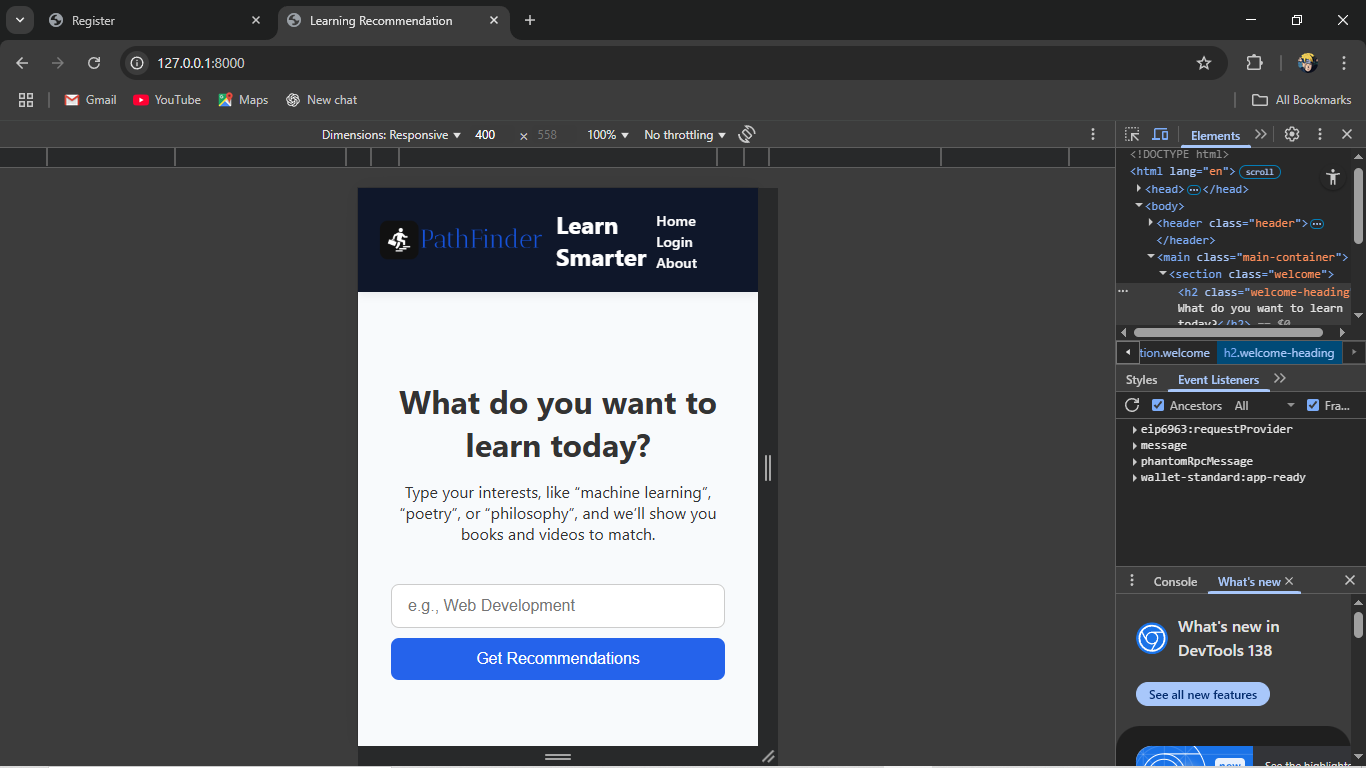 Register
Learning Recommendation
127.0.0.1:8000
Gmail
YouTube
Maps
New chat
All Bookmarks
Dimensions: Responsive
400
×
558
100%
No throttling
Elements
<!DOCTYPE html>
<html lang="en">
scroll
<head>
</head>
<body>
<header class="header">
</header>
<main class="main-container">
<section class="welcome">
<h2 class="welcome-heading
What do you want to learn
today?</h2> == $0
tion.welcome
h2.welcome-heading
Styles
Event Listeners
Ancestors
All
Fra...
eip6963:requestProvider
message
phantomRpcMessage
wallet-standard:app-ready
Console
What's new
What's new in
DevTools 138
See all new features
new
See the highlights
PathFinder
Learn
Smarter
Home
Login
About
What do you want to
learn today?
Type your interests, like “machine learning”,
“poetry”, or “philosophy”, and we’ll show you
books and videos to match.
e.g., Web Development
Get Recommendations